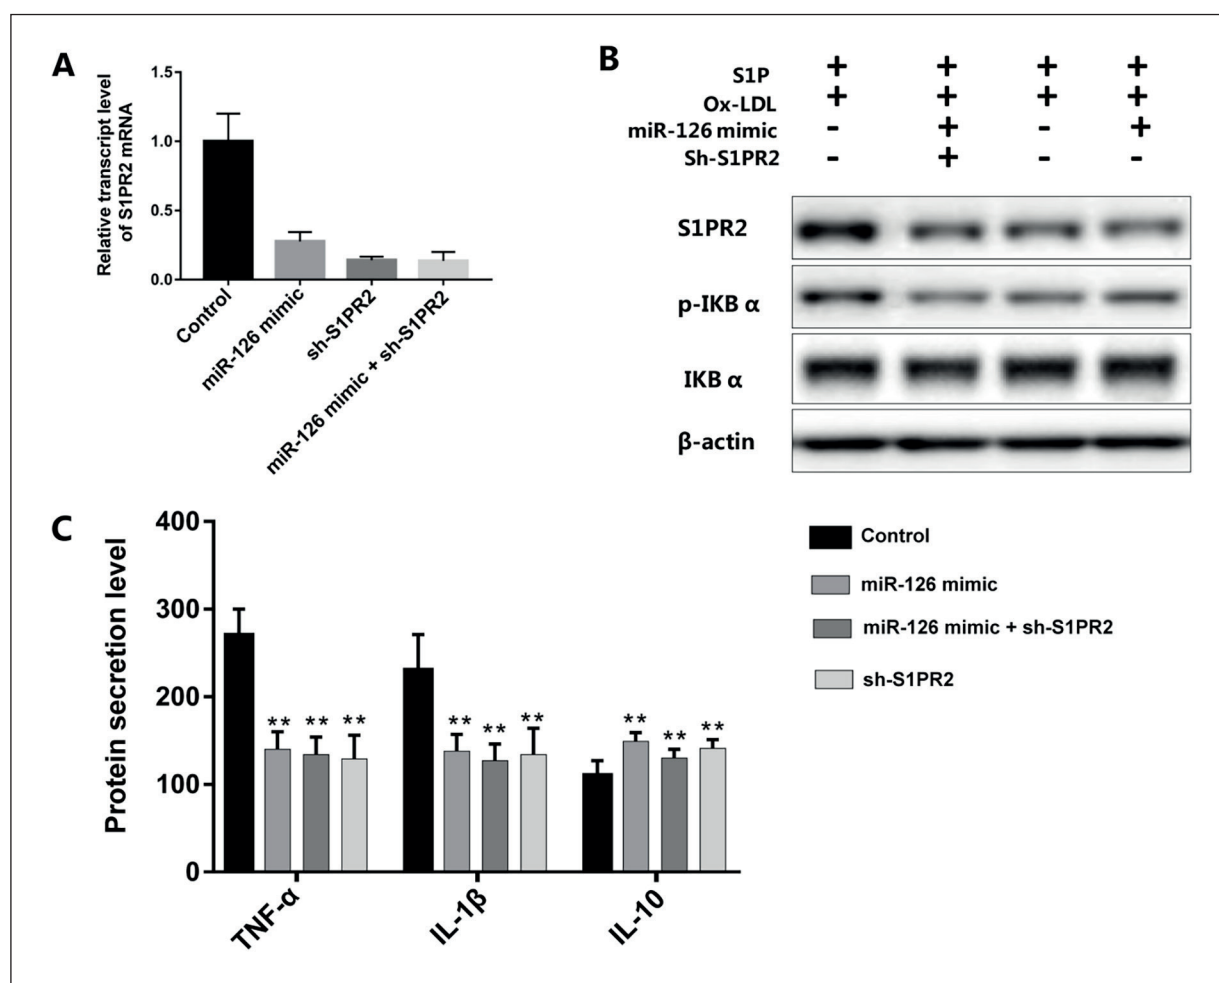 A
Relative transcript level
of S1PR2 mRNA
1.5
1.0
0.5
0.0
Control
miR-126 mimic
sh-S1PR2
miR-126 mimic + sh-S1PR2
B
S1P + + + +
Ox-LDL + + + +
miR-126 mimic - + - +
Sh-S1PR2 - + - -
S1PR2
p-IKB α
IKB α
β-actin
C
Protein secretion level
400
300
200
100
0
** ** **
** ** **
** ** **
TNF-α
IL-1β
IL-10
Control
miR-126 mimic
miR-126 mimic + sh-S1PR2
sh-S1PR2